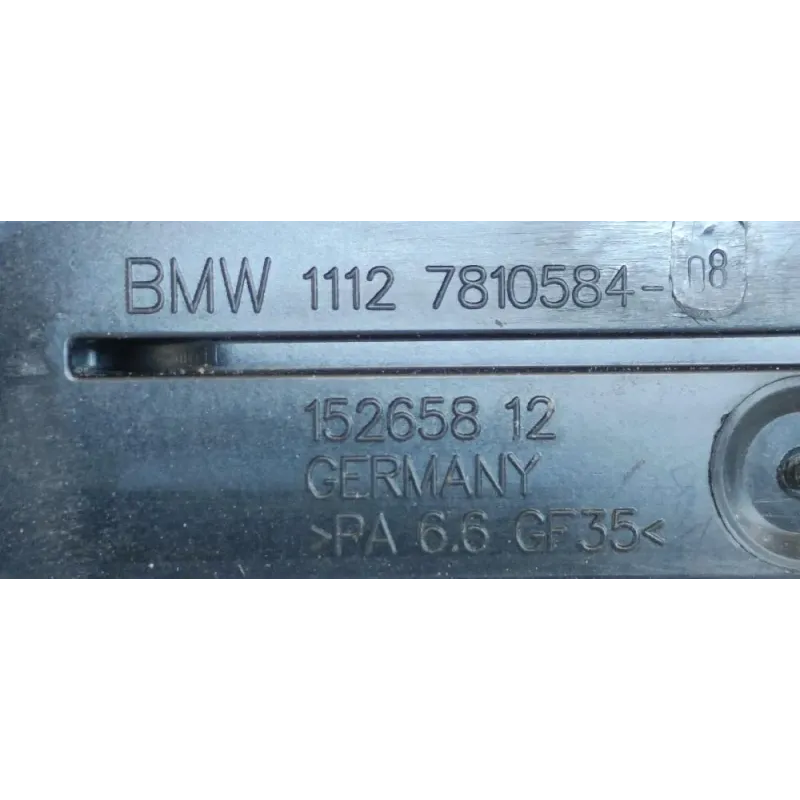 BMW 1112 7810584-08
152658 12
GERMANY
>PA 6.6 GF35<